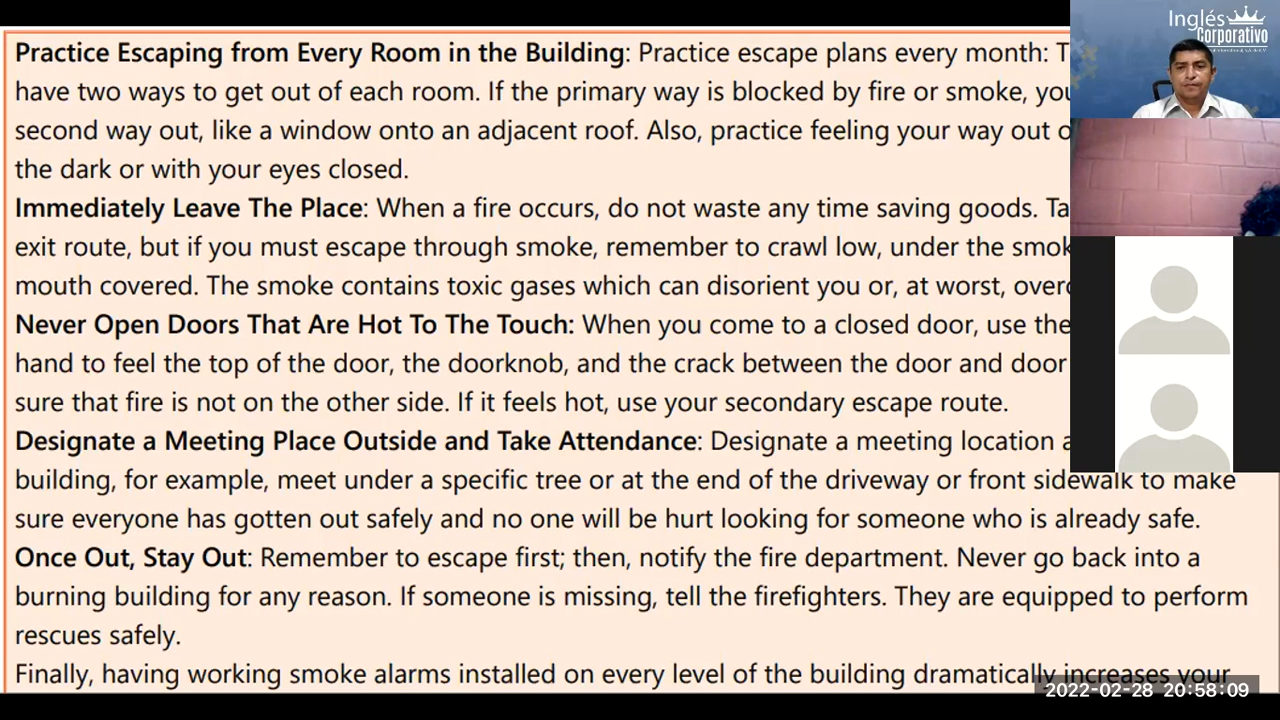 Practice Escaping from Every Room in the Building: Practice escape plans every month: T
have two ways to get out of each room. If the primary way is blocked by fire or smoke, you
second way out, like a window onto an adjacent roof. Also, practice feeling your way out o
the dark or with your eyes closed.
Immediately Leave The Place: When a fire occurs, do not waste any time saving goods. Ta
exit route, but if you must escape through smoke, remember to crawl low, under the smok
mouth covered. The smoke contains toxic gases which can disorient you or, at worst, overc
Never Open Doors That Are Hot To The Touch: When you come to a closed door, use the
hand to feel the top of the door, the doorknob, and the crack between the door and door
sure that fire is not on the other side. If it feels hot, use your secondary escape route.
Designate a Meeting Place Outside and Take Attendance: Designate a meeting location a
building, for example, meet under a specific tree or at the end of the driveway or front sidewalk to make
sure everyone has gotten out safely and no one will be hurt looking for someone who is already safe.
Once Out, Stay Out: Remember to escape first; then, notify the fire department. Never go back into a
burning building for any reason. If someone is missing, tell the firefighters. They are equipped to perform
rescues safely.
Finally, having working smoke alarms installed on every level of the building dramatically increases your
Inglés
Corporativo
2022-02-28 20:58:09